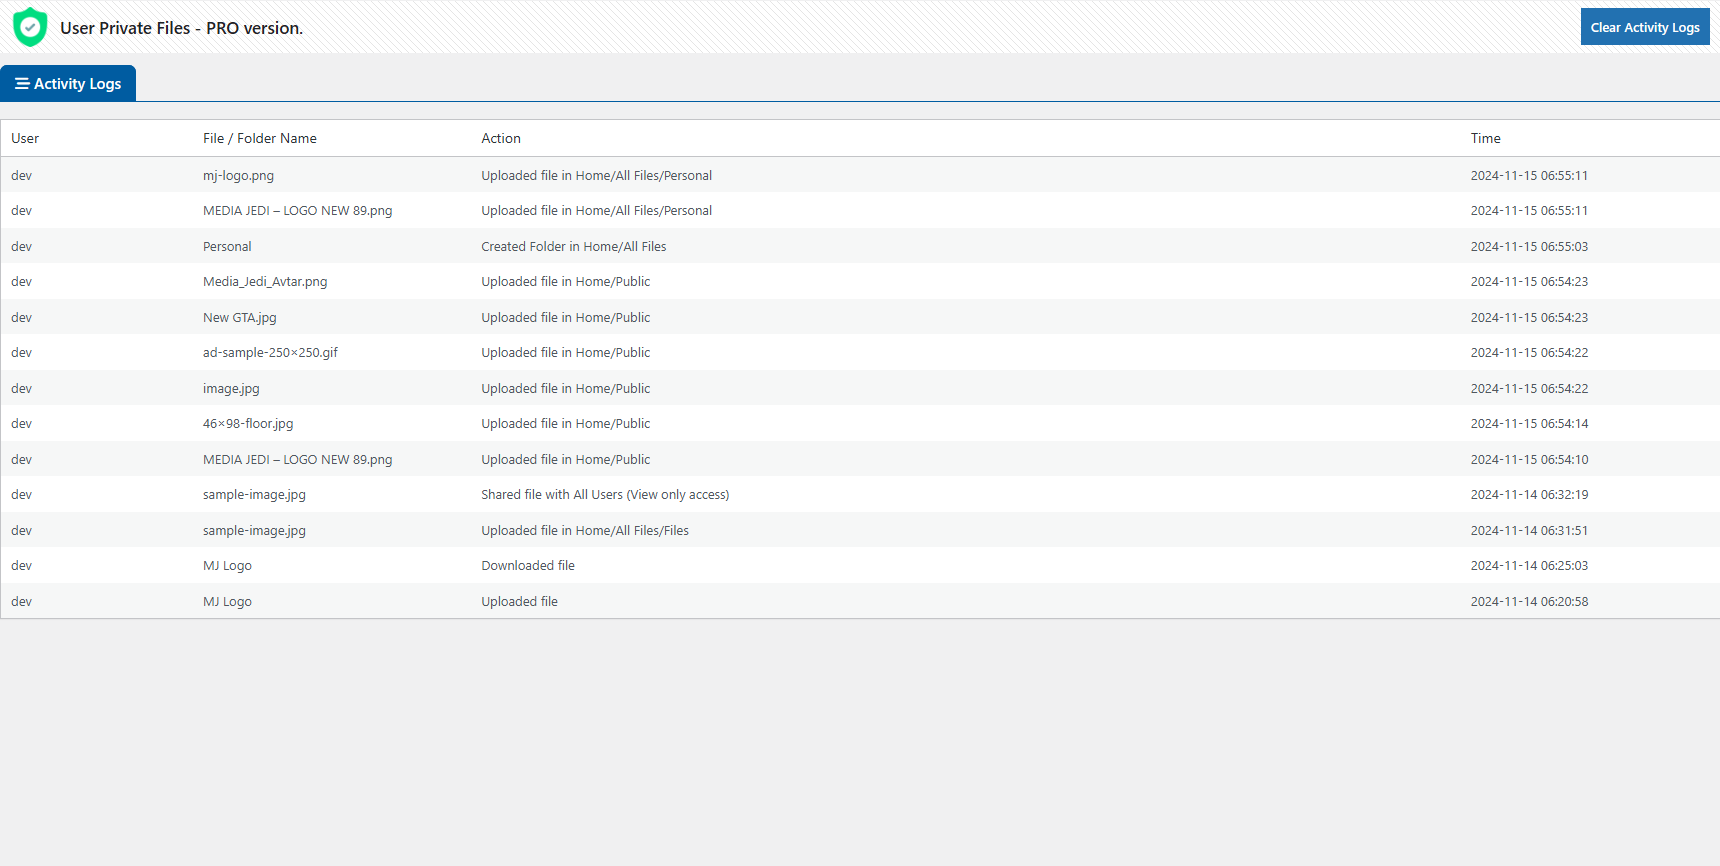 User Private Files - PRO version.
Clear Activity Logs
Activity Logs
User File / Folder Name Action Time
dev mj-logo.png Uploaded file in Home/All Files/Personal 2024-11-15 06:55:11
dev MEDIA JEDI – LOGO NEW 89.png Uploaded file in Home/All Files/Personal 2024-11-15 06:55:11
dev Personal Created Folder in Home/All Files 2024-11-15 06:55:03
dev Media_Jedi_Avtar.png Uploaded file in Home/Public 2024-11-15 06:54:23
dev New GTA.jpg Uploaded file in Home/Public 2024-11-15 06:54:23
dev ad-sample-250×250.gif Uploaded file in Home/Public 2024-11-15 06:54:22
dev image.jpg Uploaded file in Home/Public 2024-11-15 06:54:22
dev 46×98-floor.jpg Uploaded file in Home/Public 2024-11-15 06:54:14
dev MEDIA JEDI – LOGO NEW 89.png Uploaded file in Home/Public 2024-11-15 06:54:10
dev sample-image.jpg Shared file with All Users (View only access) 2024-11-14 06:32:19
dev sample-image.jpg Uploaded file in Home/All Files/Files 2024-11-14 06:31:51
dev MJ Logo Downloaded file 2024-11-14 06:25:03
dev MJ Logo Uploaded file 2024-11-14 06:20:58